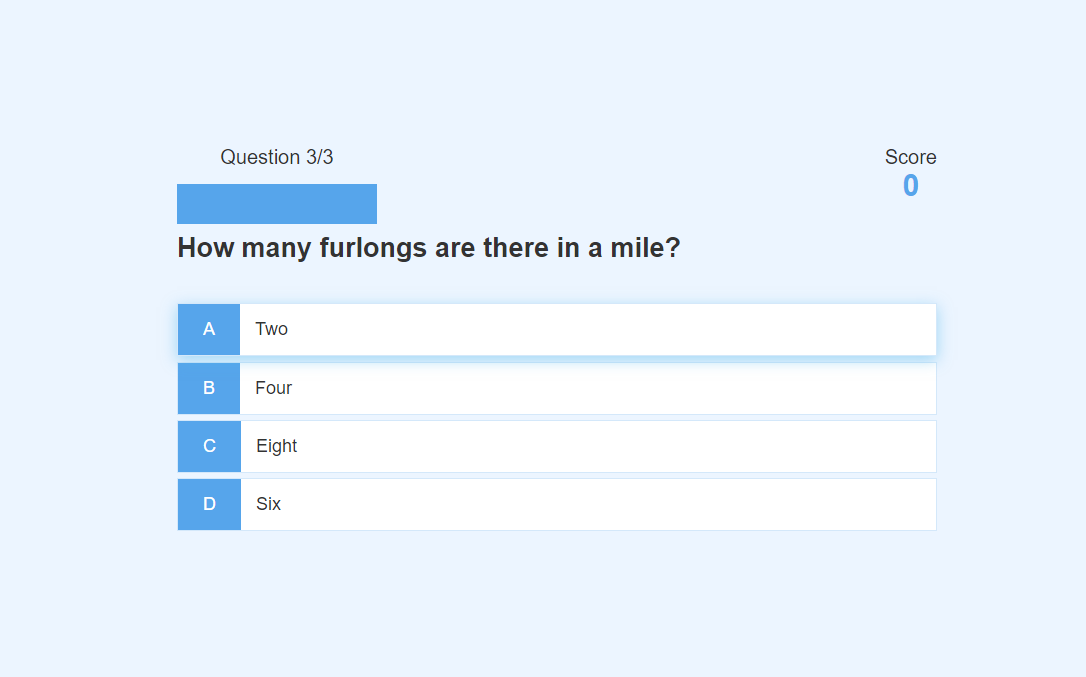 Question 3/3
Score
0
How many furlongs are there in a mile?
A Two
B Four
C Eight
D Six